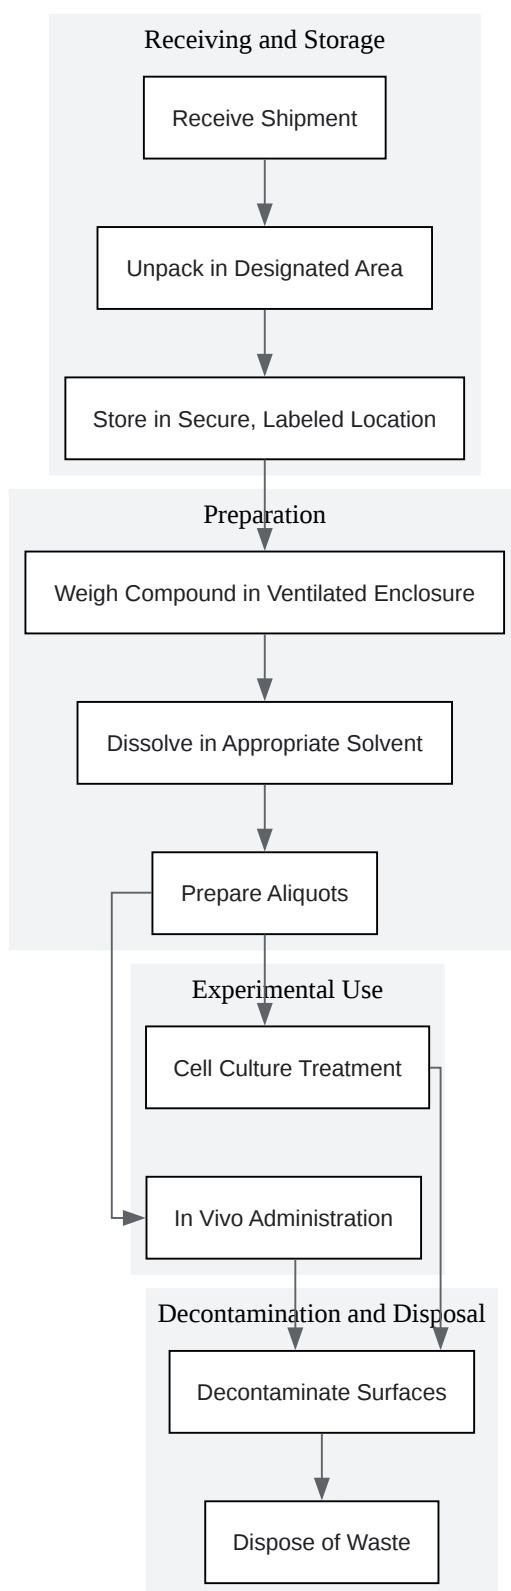 Receiving and Storage
Receive Shipment
Unpack in Designated Area
Store in Secure, Labeled Location
Preparation
Weigh Compound in Ventilated Enclosure
Dissolve in Appropriate Solvent
Prepare Aliquots
Experimental Use
Cell Culture Treatment
In Vivo Administration
Decontamination and Disposal
Decontaminate Surfaces
Dispose of Waste